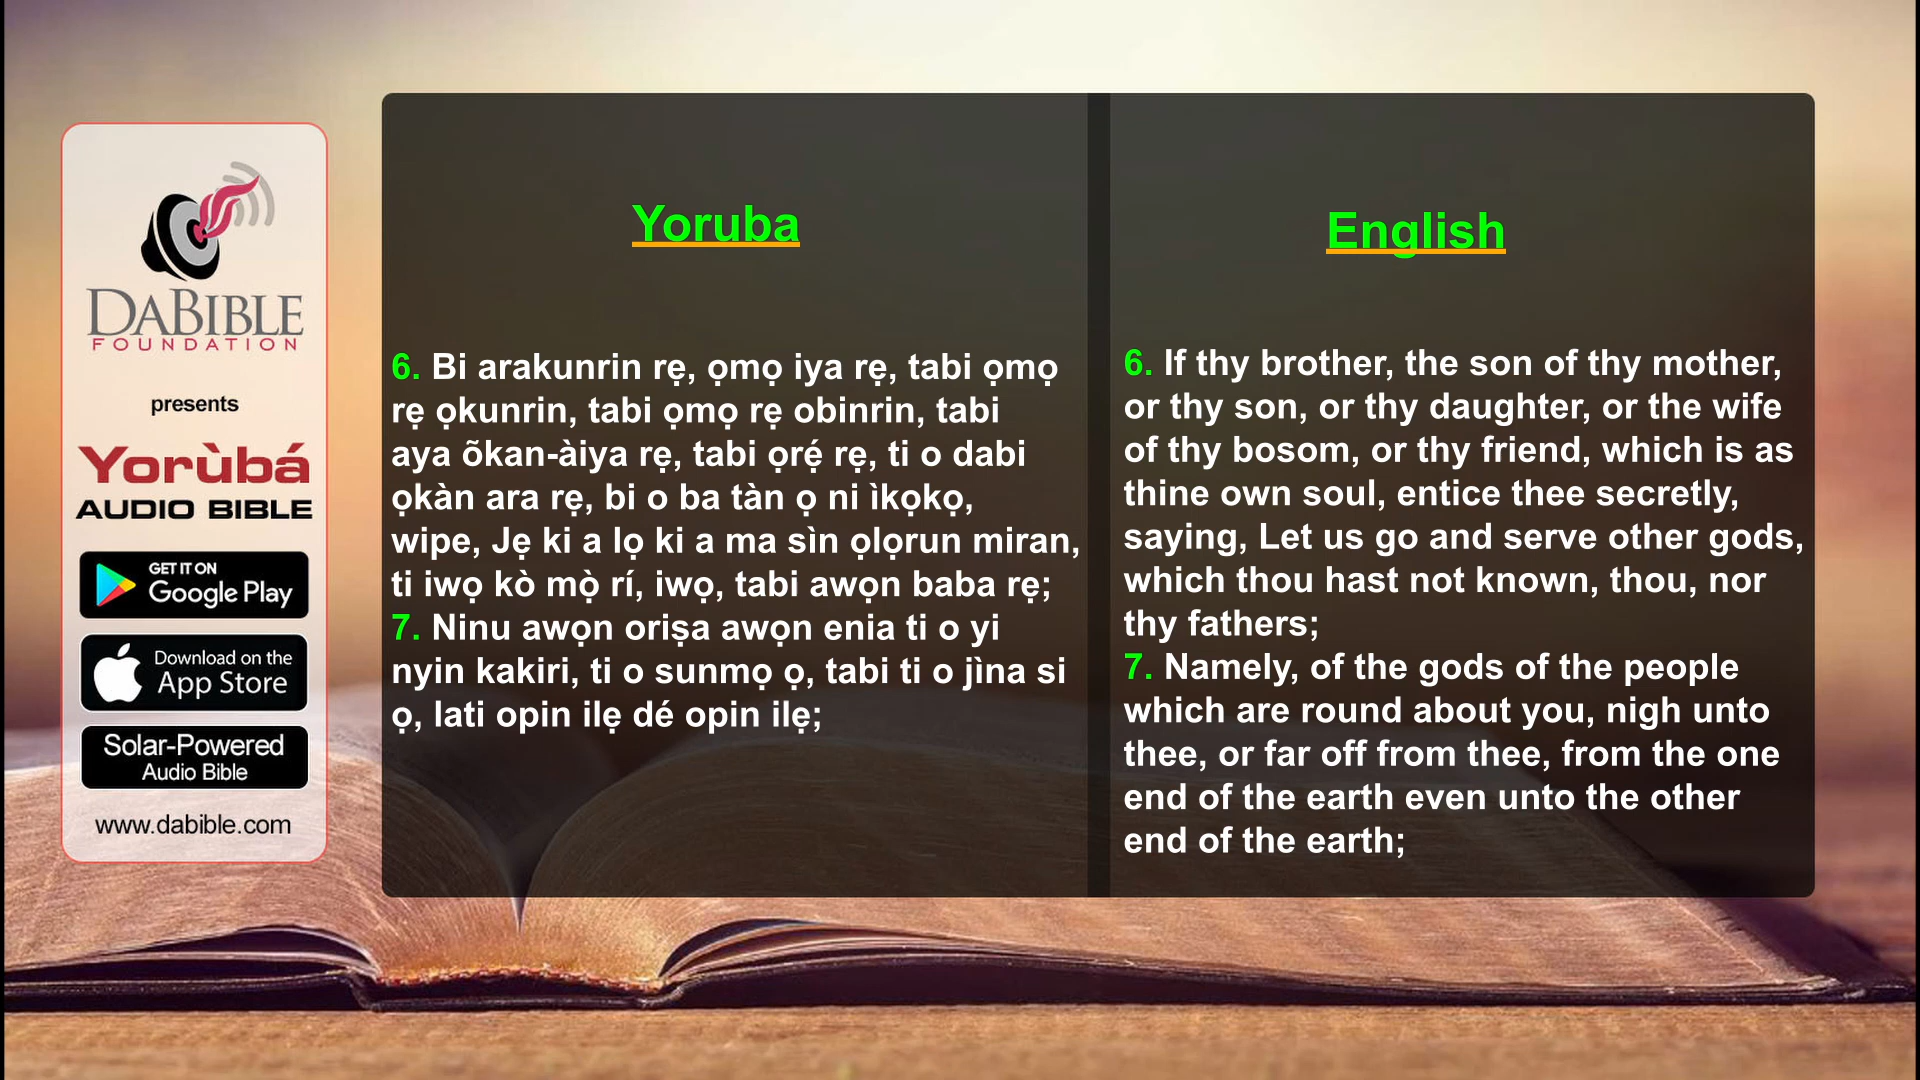 DABIBLE
FOUNDATION
presents
Yorùbá
AUDIO BIBLE
GET IT ON
Google Play
Download on the
App Store
Solar-Powered
Audio Bible
www.dabible.com
Yoruba
6. Bi arakunrin rẹ, ọmọ iya rẹ, tabi ọmọ
rẹ ọkunrin, tabi ọmọ rẹ obinrin, tabi
aya õkan-àiya rẹ, tabi ọrẹ́ rẹ, ti o dabi
ọkàn ara rẹ, bi o ba tàn ọ ni ìkọkọ,
wipe, Jẹ ki a lọ ki a ma sìn ọlọrun miran,
ti iwọ kò mọ̀ rí, iwọ, tabi awọn baba rẹ;
7. Ninu awọn oriṣa awọn enia ti o yi
nyin kakiri, ti o sunmọ ọ, tabi ti o jìna si
ọ, lati opin ilẹ dé opin ilẹ;
English
6. If thy brother, the son of thy mother,
or thy son, or thy daughter, or the wife
of thy bosom, or thy friend, which is as
thine own soul, entice thee secretly,
saying, Let us go and serve other gods,
which thou hast not known, thou, nor
thy fathers;
7. Namely, of the gods of the people
which are round about you, nigh unto
thee, or far off from thee, from the one
end of the earth even unto the other
end of the earth;